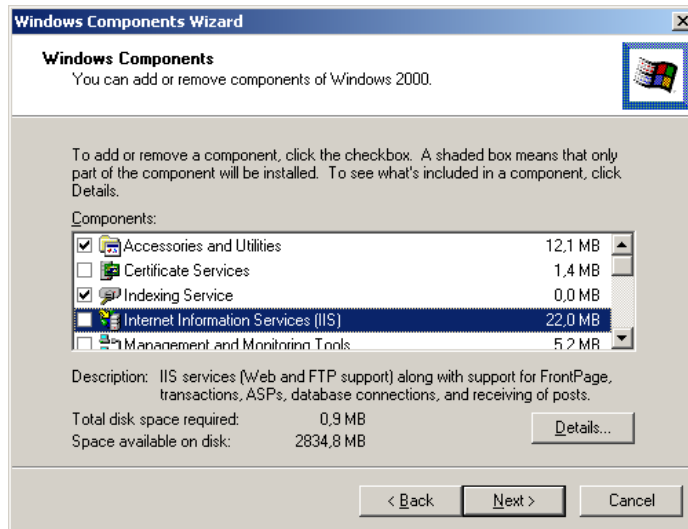 Windows Components Wizard
Windows Components
You can add or remove components of Windows 2000.
To add or remove a component, click the checkbox. A shaded box means that only
part of the component will be installed. To see what's included in a component, click
Details.
Components:
Accessories and Utilities 12,1 MB
Certificate Services 1,4 MB
Indexing Service 0,0 MB
Internet Information Services (IIS) 22,0 MB
Management and Monitoring Tools 5,2 MB
Description: IIS services (Web and FTP support) along with support for FrontPage,
transactions, ASPs, database connections, and receiving of posts.
Total disk space required: 0,9 MB
Space available on disk: 2834,8 MB
Details...
< Back Next > Cancel